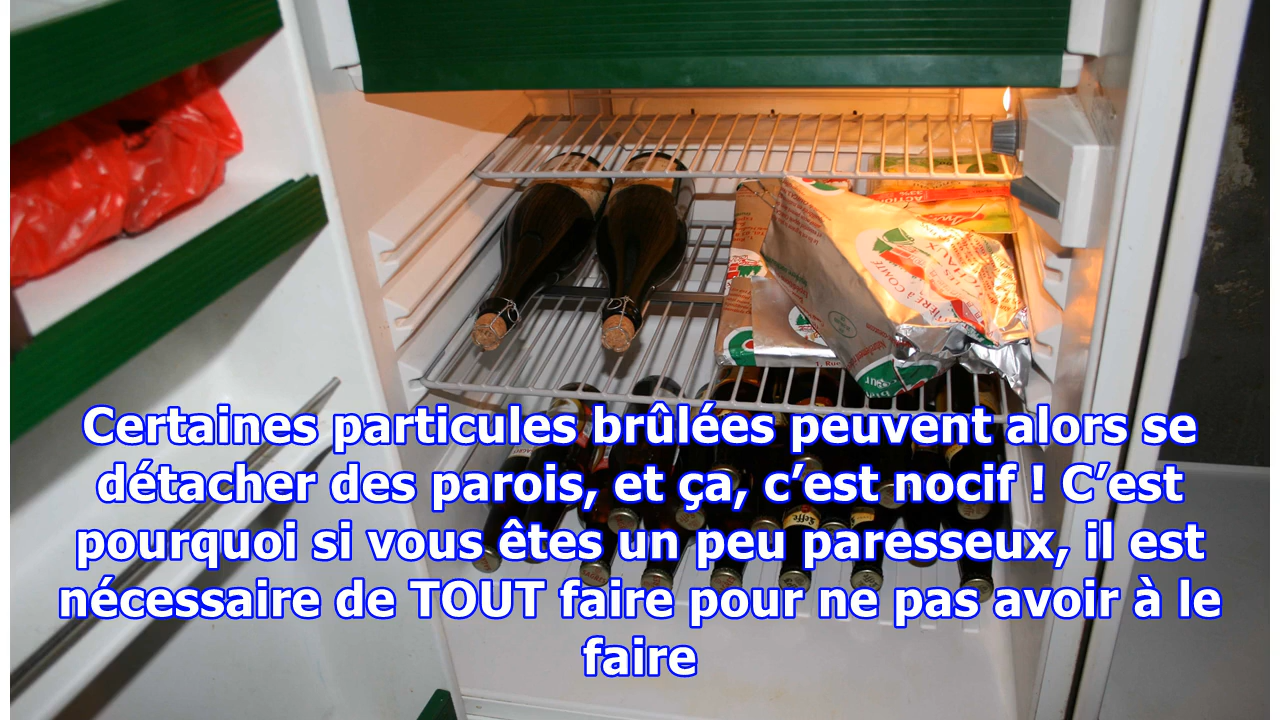 Certaines particules brûlées peuvent alors se
détacher des parois, et ça, c’est nocif ! C’est
pourquoi si vous êtes un peu paresseux, il est
nécessaire de TOUT faire pour ne pas avoir à le
faire